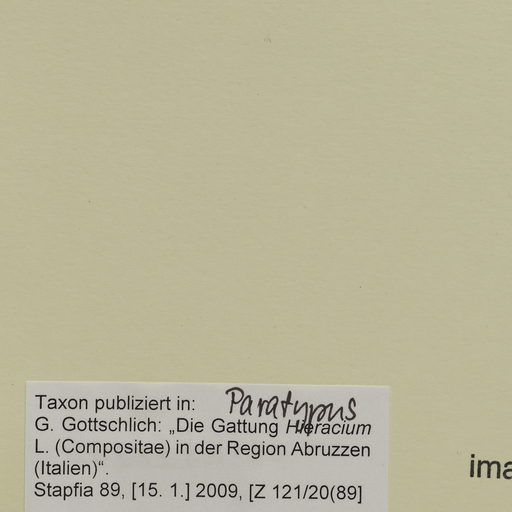 Taxon publiziert in: Paratypus
G. Gottschlich: „Die Gattung Hieracium
L. (Compositae) in der Region Abruzzen
(Italien)“.
Stapfia 89, [15. 1.] 2009, [Z 121/20(89]
ima